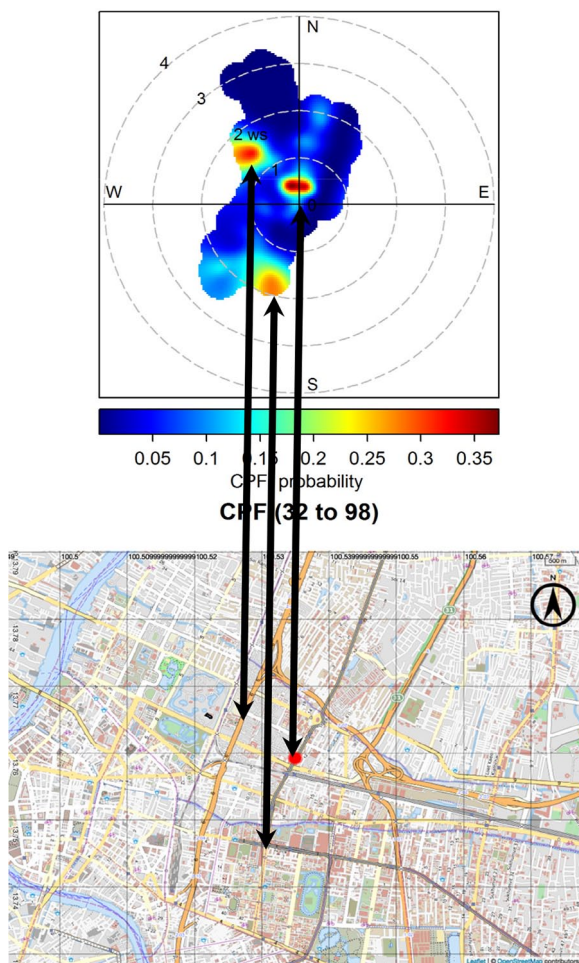 N
4
3
2 ws
1
W
E
0
S
0.05 0.1 0.15 0.2 0.25 0.3 0.35
CPF probability
CPF (32 to 98)
100.5 100.5099999999999 100.52 100.53 100.5399999999999 100.55 100.56 100.57
500 m
13.79
N
13.78
13.77
13.76
13.75
13.74
Leaflet | © OpenStreetMap contributors